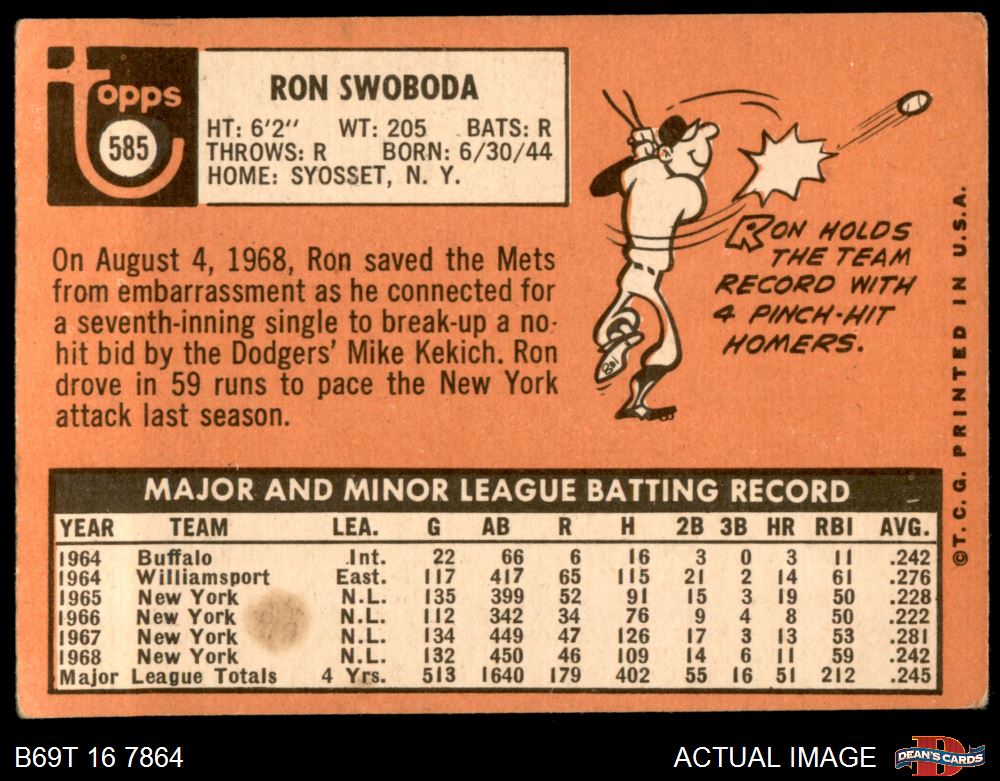 topps
585
RON SWOBODA
HT: 6'2" WT: 205 BATS: R
THROWS: R BORN: 6/30/44
HOME: SYOSSET, N. Y.
On August 4, 1968, Ron saved the Mets
from embarrassment as he connected for
a seventh-inning single to break-up a no-
hit bid by the Dodgers' Mike Kekich. Ron
drove in 59 runs to pace the New York
attack last season.
RON HOLDS
THE TEAM
RECORD WITH
4 PINCH-HIT
HOMERS.
©T. C. G. PRINTED IN U.S.A.
MAJOR AND MINOR LEAGUE BATTING RECORD
YEAR TEAM LEA. G AB R H 2B 3B HR RBI AVG.
1964 Buffalo Int. 22 66 6 16 3 0 3 11 .242
1964 Williamsport East. 117 417 65 115 21 2 14 61 .276
1965 New York N.L. 135 399 52 91 15 3 19 50 .228
1966 New York N.L. 112 342 34 76 9 4 8 50 .222
1967 New York N.L. 134 449 47 126 17 3 13 53 .281
1968 New York N.L. 132 450 46 109 14 6 11 59 .242
Major League Totals 4 Yrs. 513 1640 179 402 55 16 51 212 .245
B69T 16 7864
ACTUAL IMAGE
D
DEAN'S CARDS